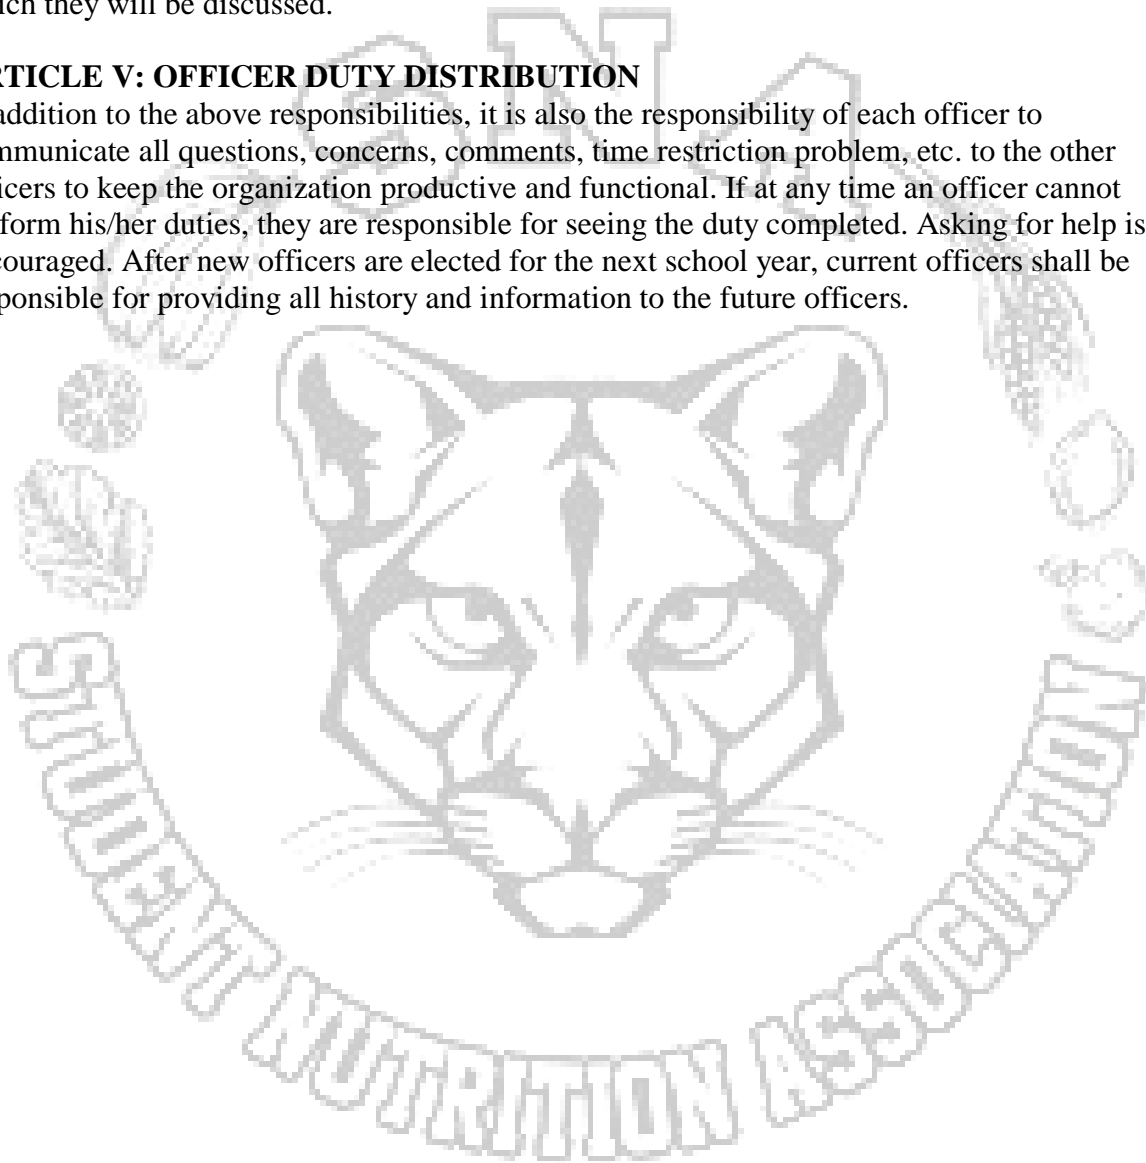 ich they will be discussed.
RTICLE V: OFFICER DUTY DISTRIBUTION
addition to the above responsibilities, it is also the responsibility of each officer to
mmunicate all questions, concerns, comments, time restriction problem, etc. to the other
icers to keep the organization productive and functional. If at any time an officer cannot
form his/her duties, they are responsible for seeing the duty completed. Asking for help is
couraged. After new officers are elected for the next school year, current officers shall be
ponsible for providing all history and information to the future officers.
SNA
STUDENT NUTRITION ASSOCIATION